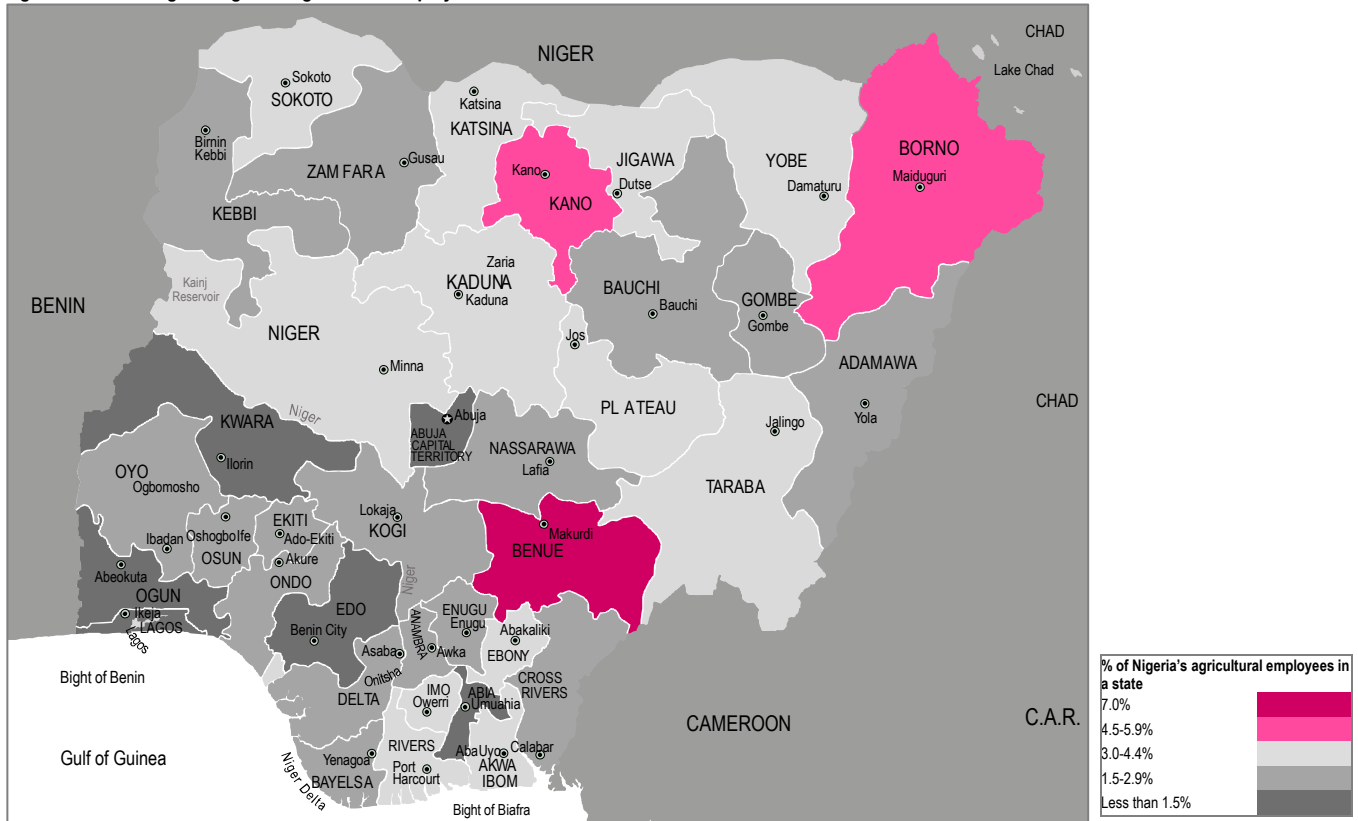 NIGER
CHAD
Lake Chad
Sokoto
SOKOTO
Katsina
KATSINA
Birnin
Kebbi
ZAM FARA
Gusau
Kano
KANO
JIGAWA
Dutse
YOBE
Damaturu
BORNO
Maiduguri
KEBBI
Kainj
Reservoir
Zaria
KADUNA
Kaduna
BAUCHI
Bauchi
GOMBE
Gombe
BENIN
NIGER
Jos
Minna
ADAMAWA
Niger
PL ATEAU
Jalingo
Yola
CHAD
KWARA
Abuja
ABUJA
CAPITAL
TERRITORY
NASSARAWA
Lafia
Ilorin
OYO
Ogbomosho
TARABA
Lokaja
KOGI
Ibadan
Oshogbo
Ife
OSUN
EKITI
Ado-Ekiti
Akure
ONDO
Makurdi
BENUE
Abeokuta
OGUN
Ikeja
LAGOS
Lagos
EDO
Benin City
Niger
ANAMBRA
ENUGU
Enugu
Abakaliki
EBONY
Asaba
Awka
Onitsha
Bight of Benin
DELTA
IMO
Owerri
ABIA
Umuahia
CROSS
RIVERS
CAMEROON
C.A.R.
Gulf of Guinea
Yenagoa
BAYELSA
Niger Delta
RIVERS
Port
Harcourt
Aba
Uyo
Calabar
AKWA
IBOM
Bight of Biafra
% of Nigeria’s agricultural employees in
a state
7.0%
4.5-5.9%
3.0-4.4%
1.5-2.9%
Less than 1.5%